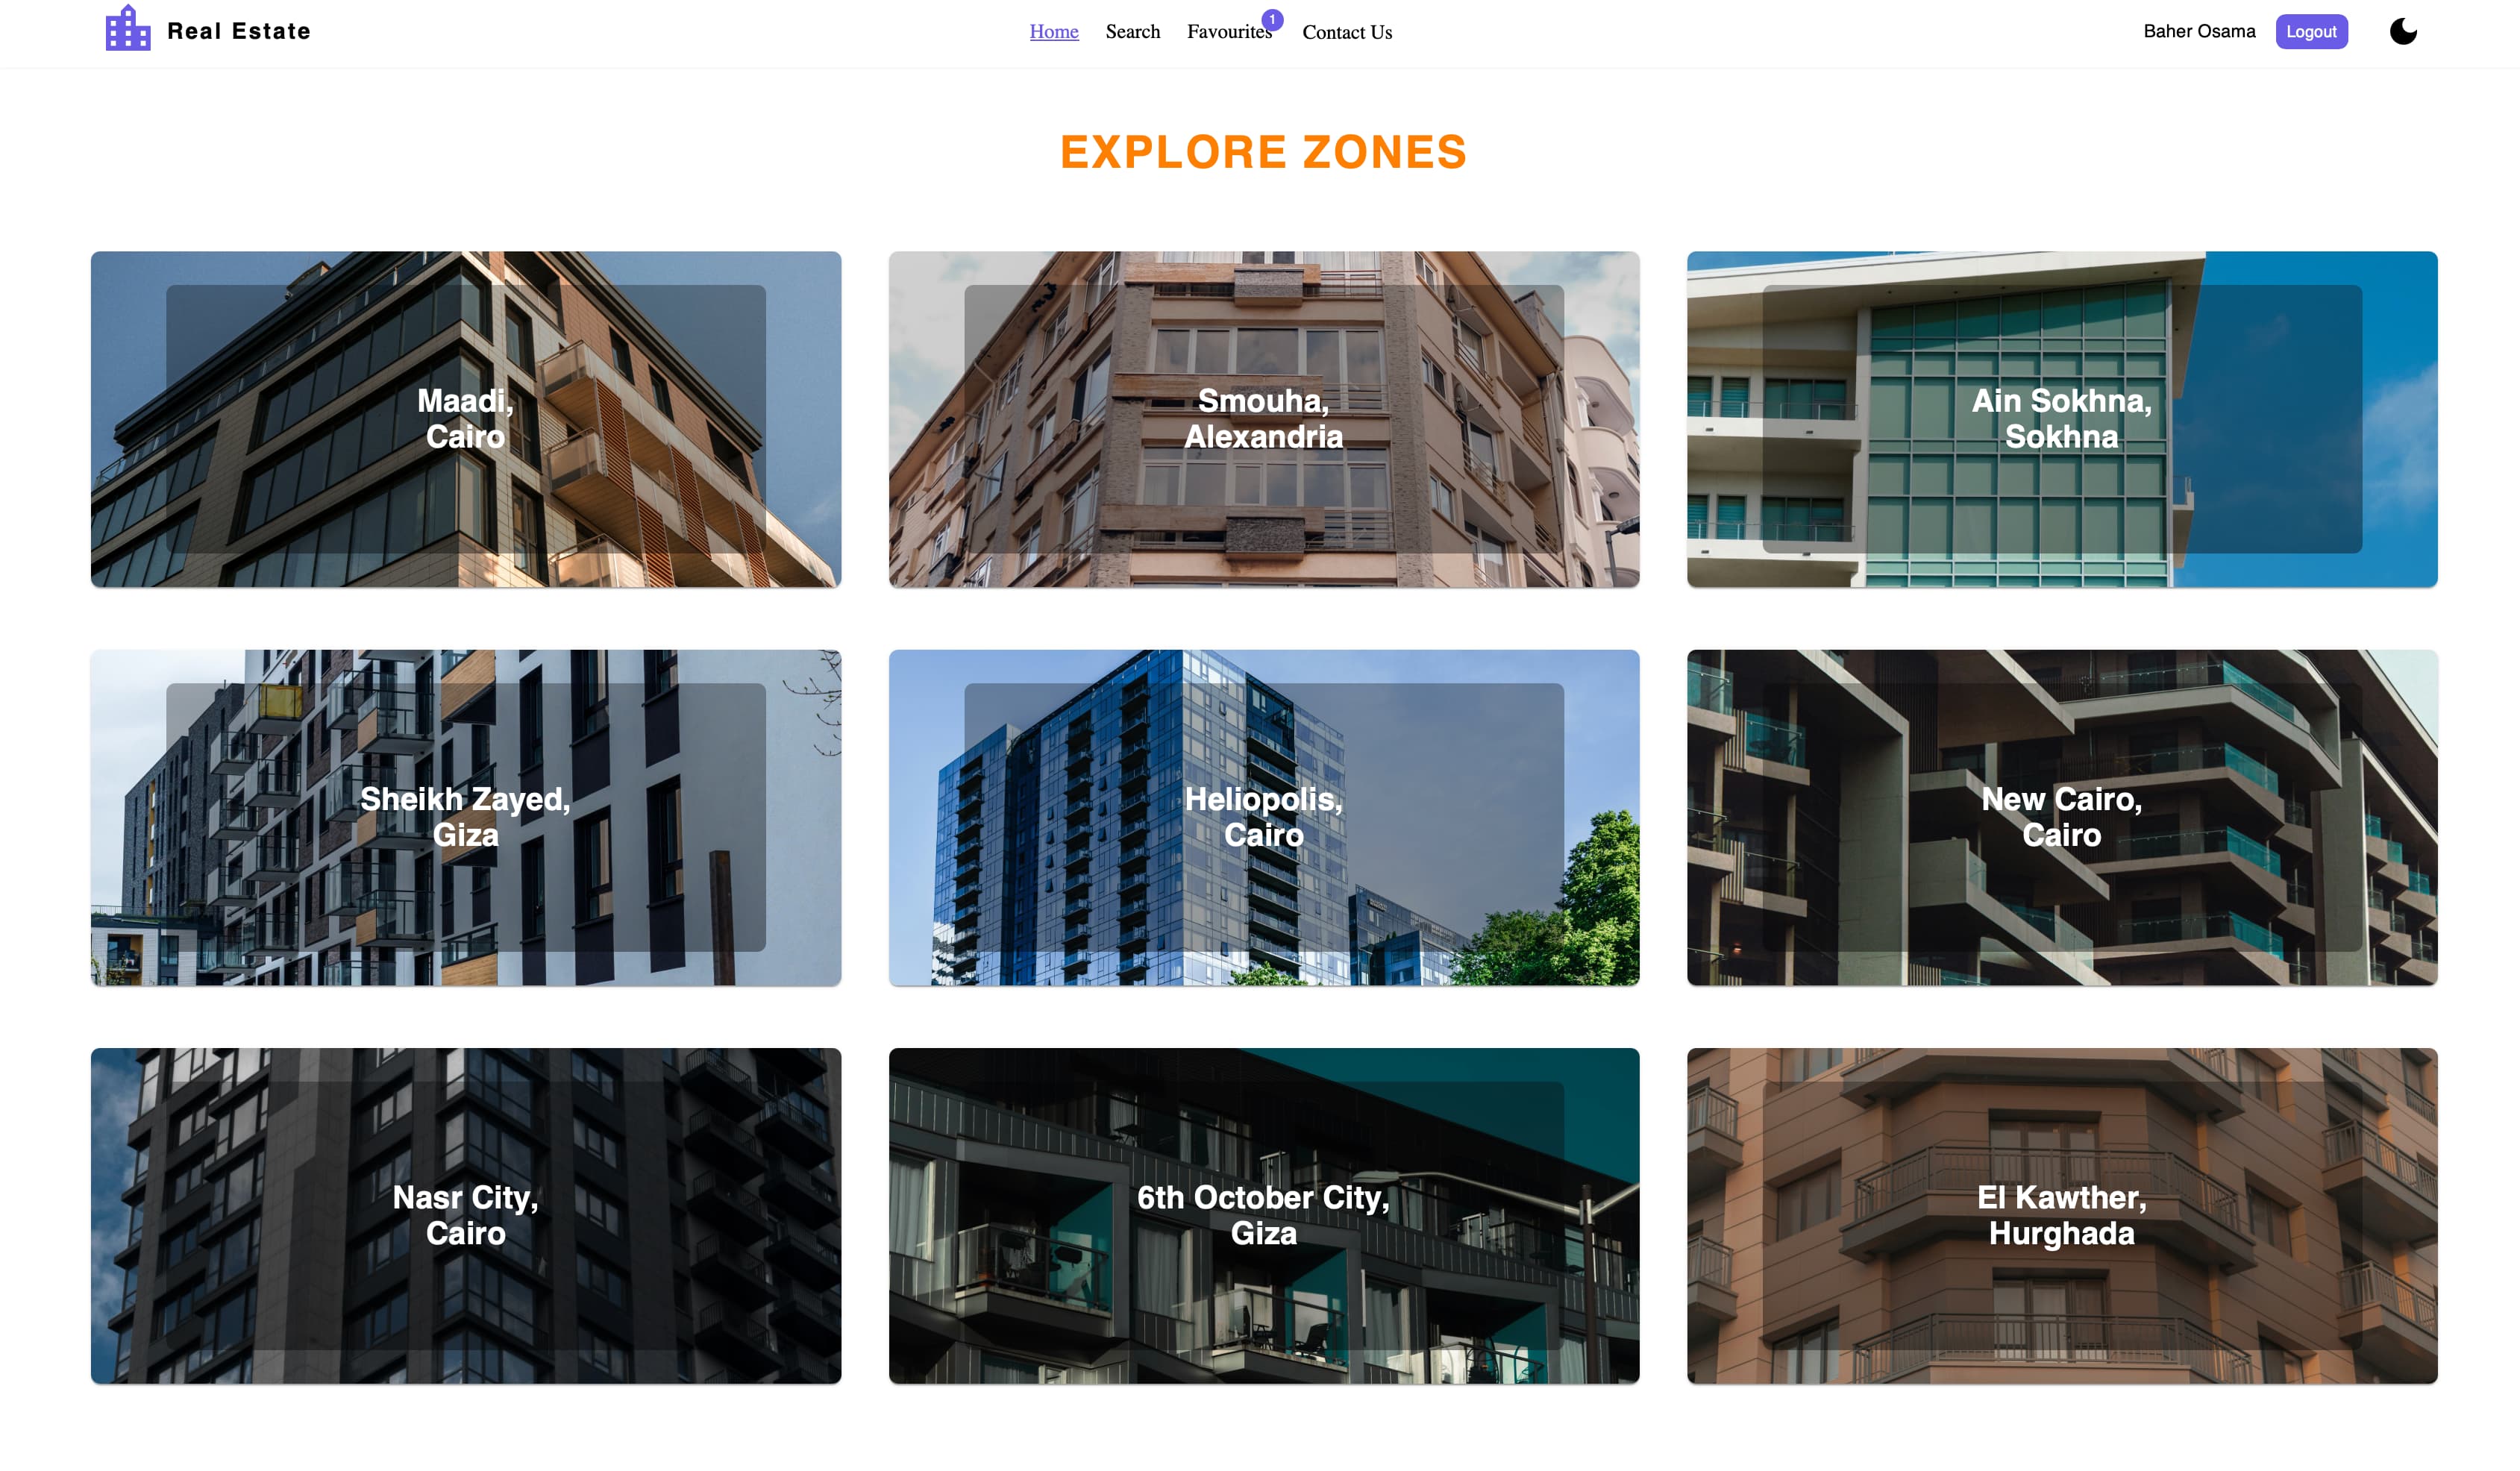 Real Estate
Home
Search
Favourites
1
Contact Us
Baher Osama
Logout
EXPLORE ZONES
Maadi,
Cairo
Smouha,
Alexandria
Ain Sokhna,
Sokhna
Sheikh Zayed,
Giza
Heliopolis,
Cairo
New Cairo,
Cairo
Nasr City,
Cairo
6th October City,
Giza
El Kawther,
Hurghada